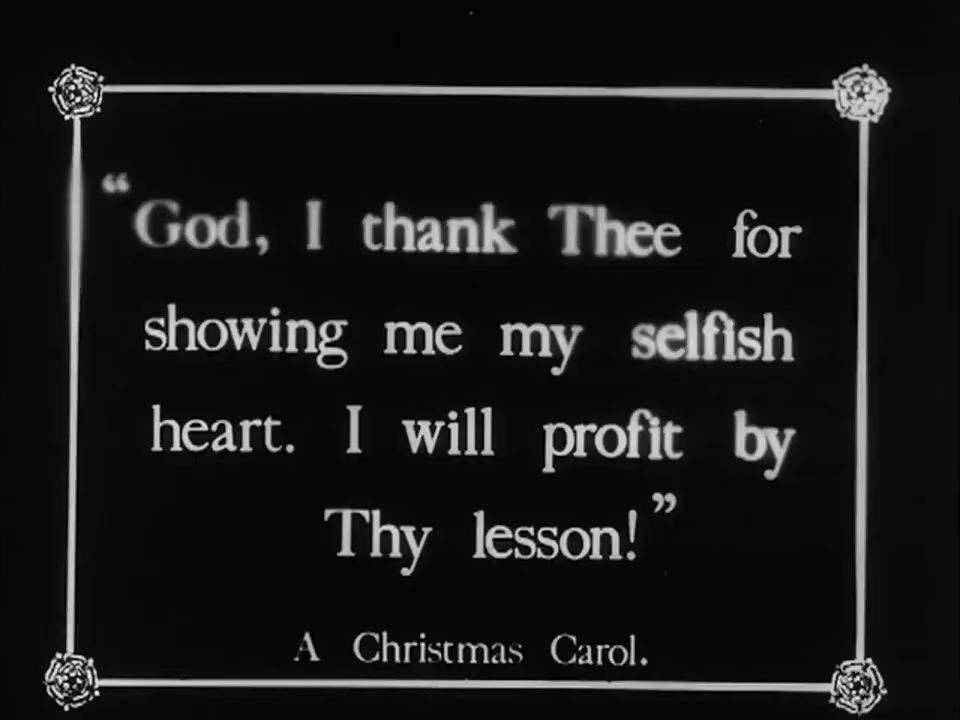 “God, I thank Thee for
showing me my selfish
heart. I will profit by
Thy lesson!”
A Christmas Carol.